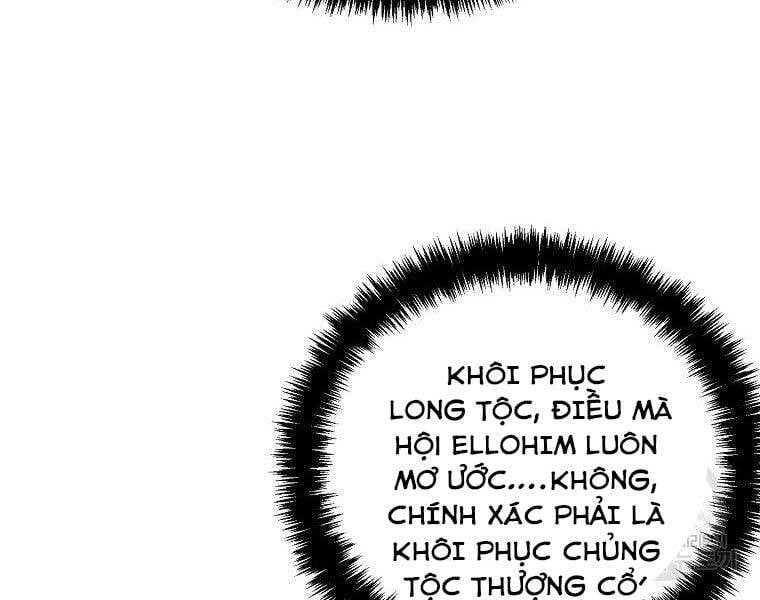 KHÔI PHỤC
LONG TỘC, ĐIỀU MÀ
HỘI ELLOHIM LUÔN
MƠ ƯỚC....KHÔNG,
CHÍNH XÁC PHẢI LÀ
KHÔI PHỤC CHỦNG
TỘC THƯỢNG CỔ